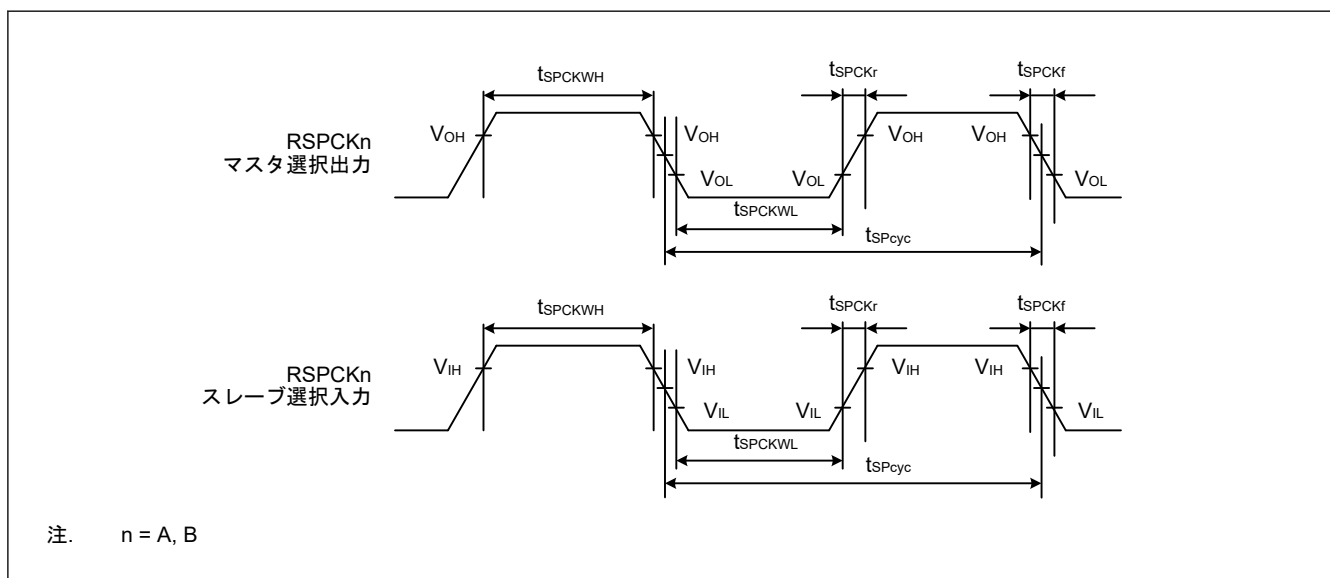 tSPCKWH
tSPCKr
tSPCKf
RSPCKn
マスタ選択出力
VOH
VOH
VOH
VOH
VOL
VOL
VOL
tSPCKWL
tSPcyc
tSPCKWH
tSPCKr
tSPCKf
RSPCKn
スレーブ選択入力
VIH
VIH
VIH
VIH
VIL
VIL
VIL
tSPCKWL
tSPcyc
注. n = A, B